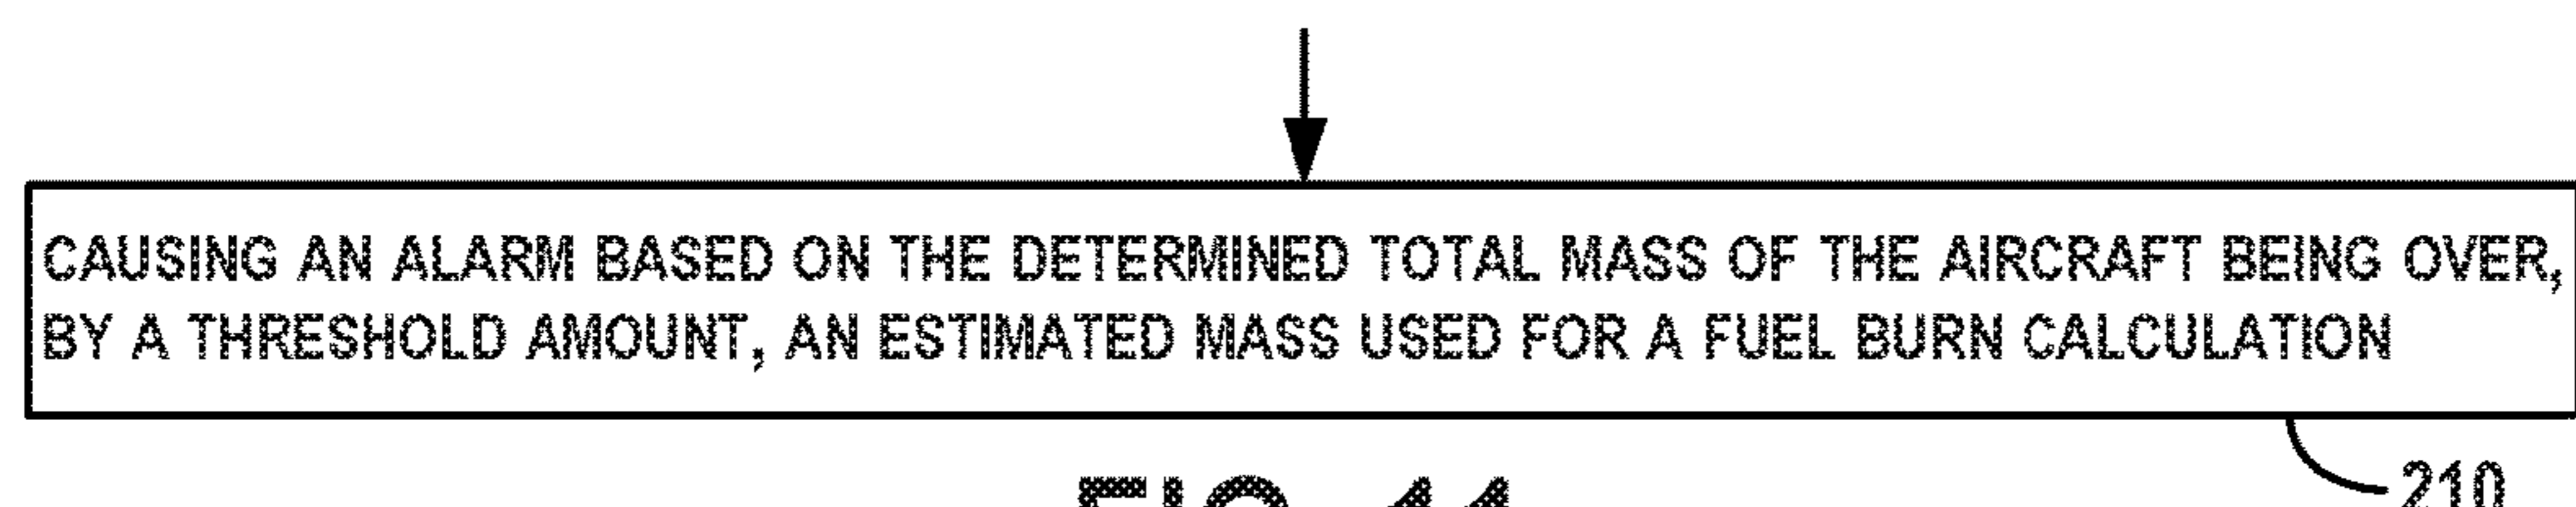 CAUSING AN ALARM BASED ON THE DETERMINED TOTAL MASS OF THE AIRCRAFT BEING OVER,
BY A THRESHOLD AMOUNT, AN ESTIMATED MASS USED FOR A FUEL BURN CALCULATION
210